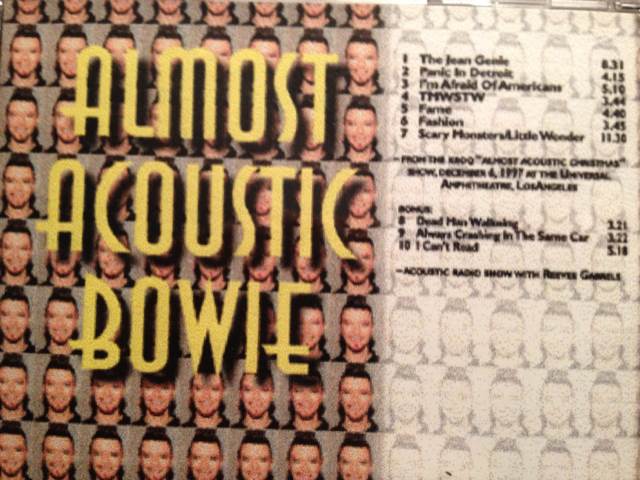 ALMOST
ACOUSTIC
BOWIE
1 The Jean Genie 8.31
2 Panic In Detroit 4.15
3 I'm Afraid Of Americans 5.10
4 TMWSTW 3.44
5 Fame 4.40
6 Fashion 3.45
7 Scary Monsters/Little Wonder 11.30
-FROM THE KROQ "ALMOST ACOUSTIC CHRISTMAS"
SHOW, DECEMBER 6, 1997 AT THE UNIVERSAL
AMPHITHEATRE, LOSANGELES
BONUS:
8 Dead Man Walking 3.21
9 Always Crashing In The Same Car 3.22
10 I Can't Read 5.18
-ACOUSTIC RADIO SHOW WITH REEVES GABRELS